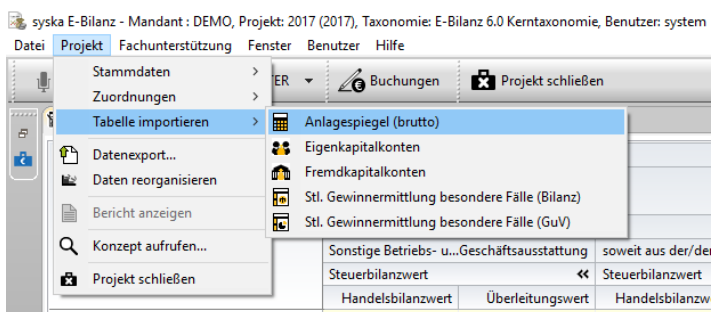 syska E-Bilanz - Mandant : DEMO, Projekt: 2017 (2017), Taxonomie: E-Bilanz 6.0 Kerntaxonomie, Benutzer: system
Datei Projekt Fachunterstützung Fenster Benutzer Hilfe
Stammdaten
ER
Buchungen
Projekt schließen
Zuordnungen
Tabelle importieren
Anlagespiegel (brutto)
Datenexport...
Eigenkapitalkonten
Daten reorganisieren
Fremdkapitalkonten
Stl. Gewinnermittlung besondere Fälle (Bilanz)
Bericht anzeigen
Stl. Gewinnermittlung besondere Fälle (GuV)
Konzept aufrufen...
Sonstige Betriebs- u...Geschäftsausstattung soweit aus der/der
Projekt schließen
Steuerbilanzwert « Steuerbilanzwert
Handelsbilanzwert Überleitungswert Handelsbilanzw